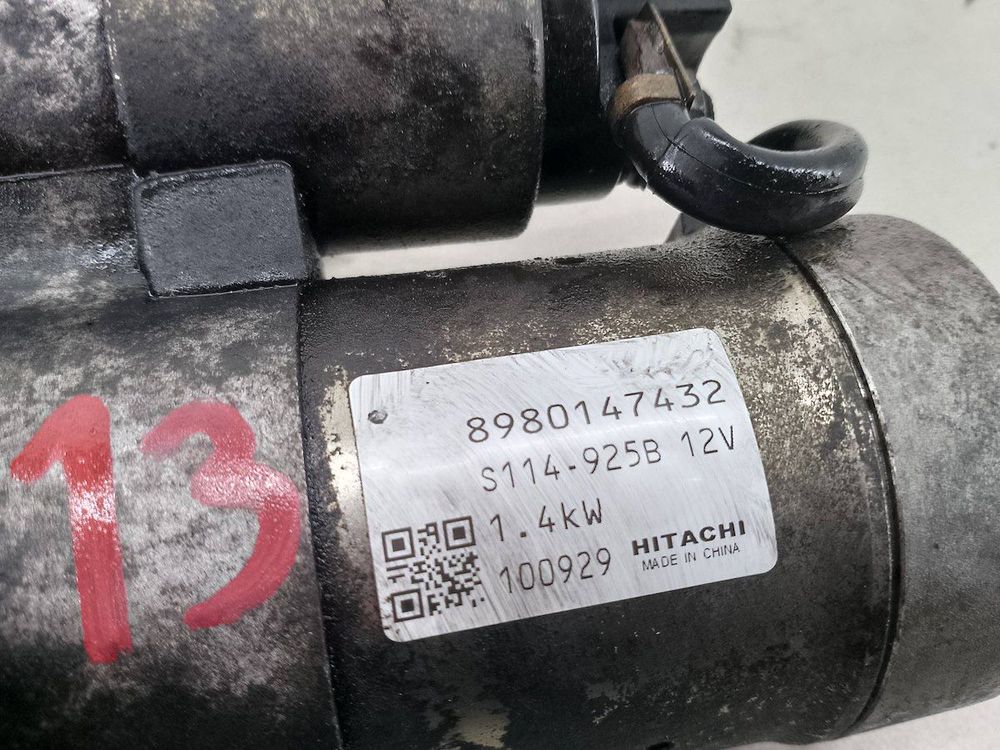 13
8980147432
S114-925B 12V
1.4kW
100929
HITACHI
MADE IN CHINA